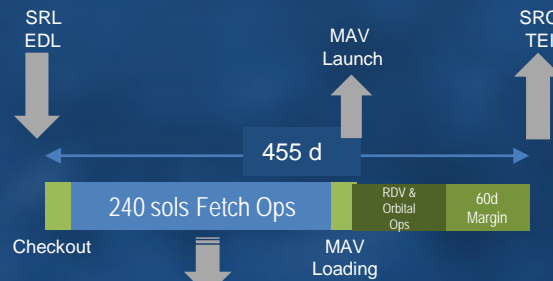 SRL
EDL
MAV
Launch
455 d
240 sols Fetch Ops
RDV &
Orbital
Ops
60d
Margin
Checkout
MAV
Loading